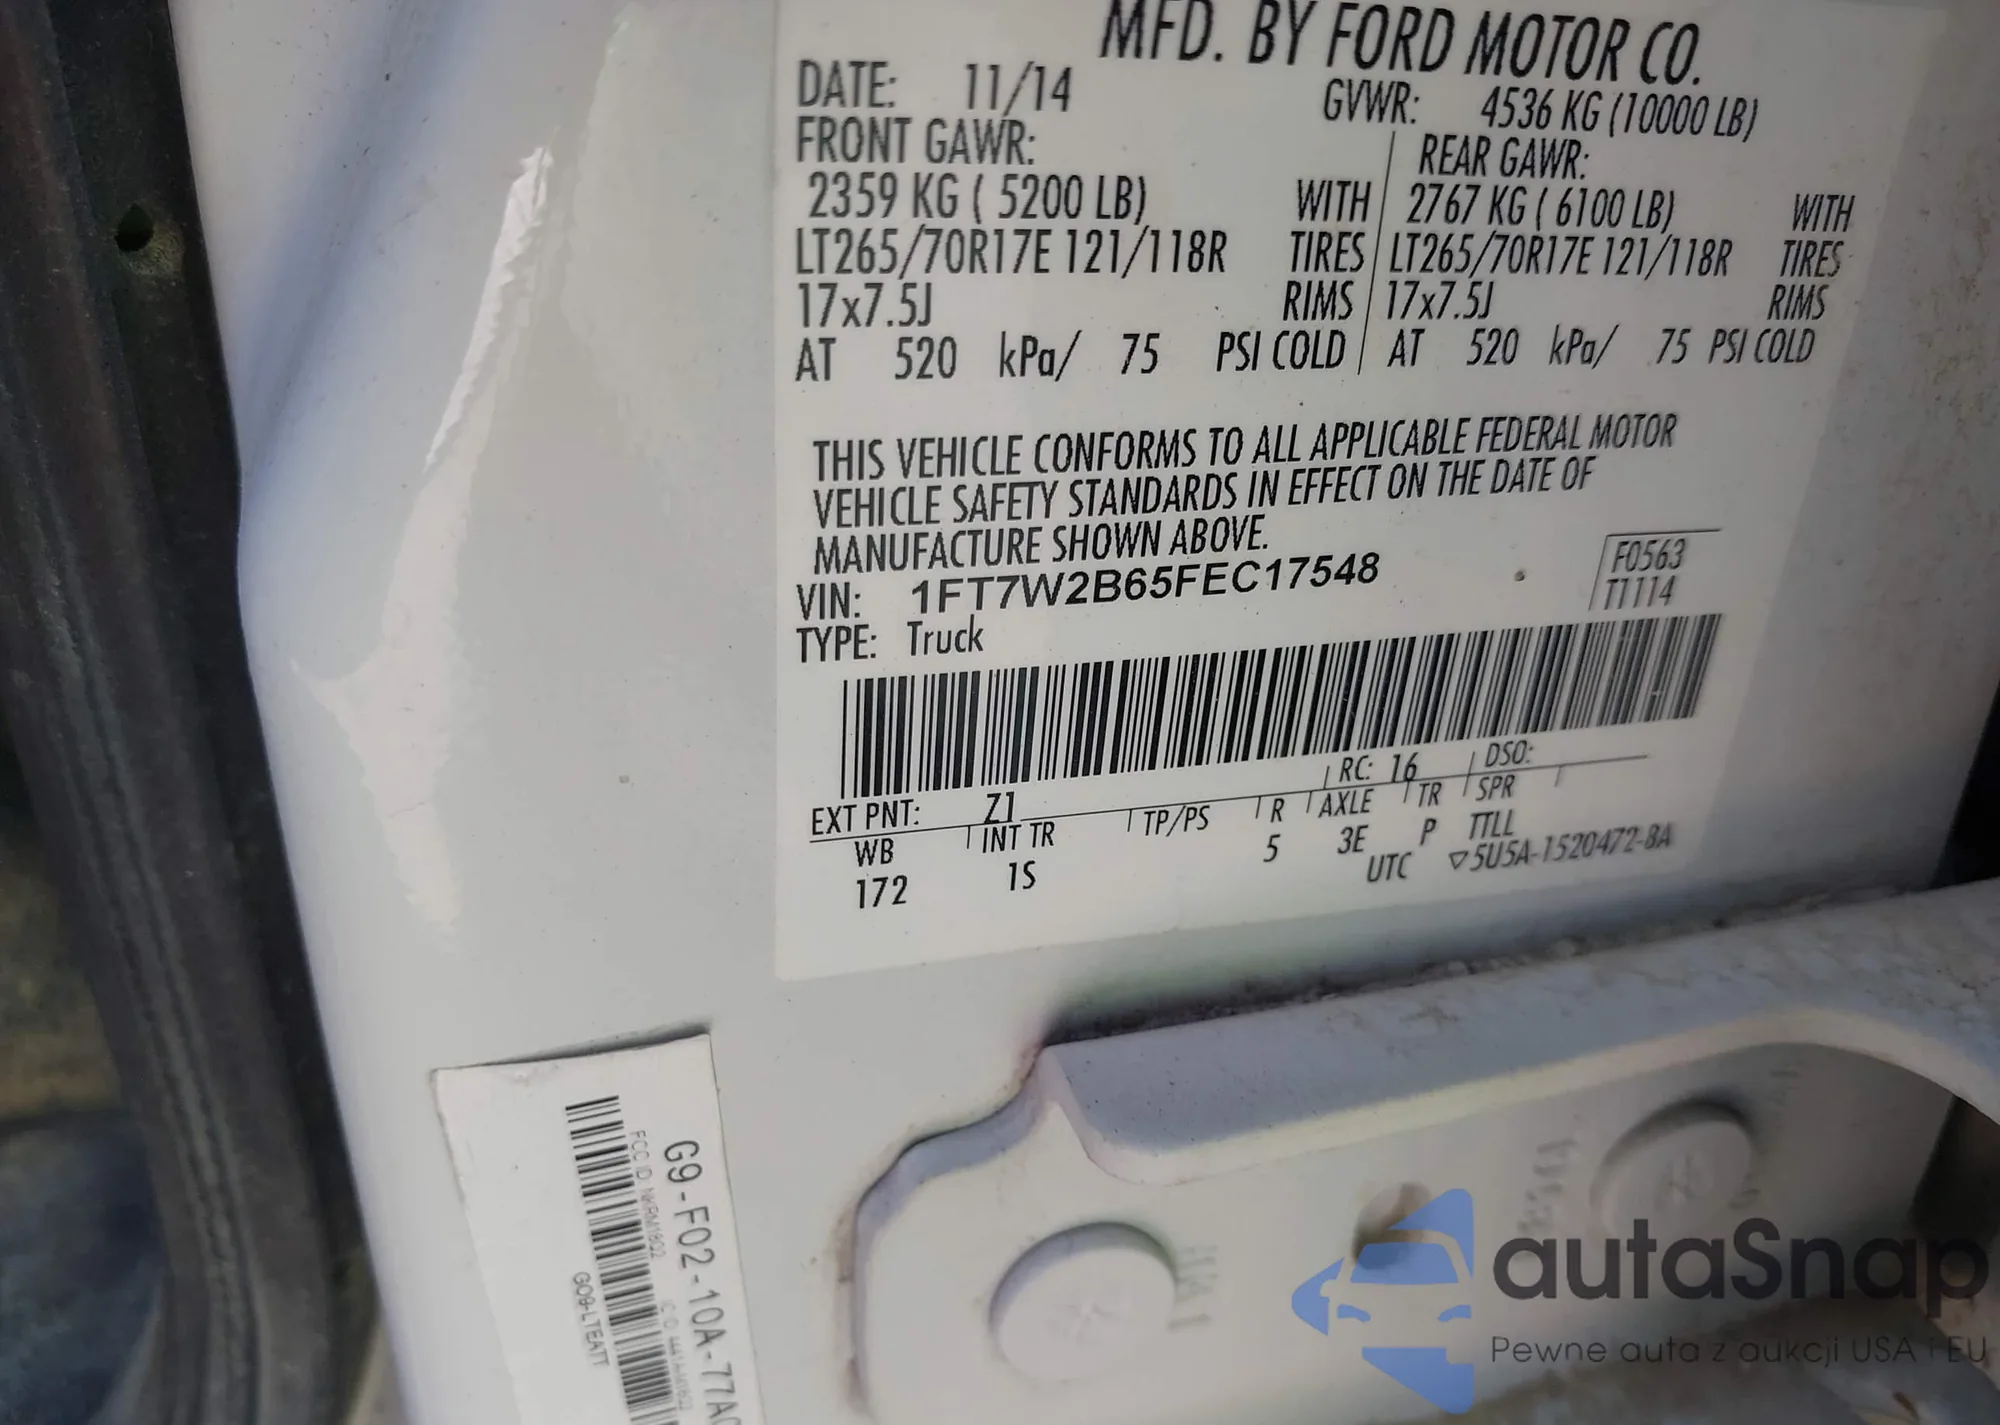 MFD. BY FORD MOTOR CO.
DATE: 11/14 GVWR: 4536 KG (10000 LB)
FRONT GAWR: REAR GAWR:
2359 KG ( 5200 LB) WITH 2767 KG ( 6100 LB) WITH
LT265/70R17E 121/118R TIRES LT265/70R17E 121/118R TIRES
17x7.5J RIMS 17x7.5J RIMS
AT 520 kPa/ 75 PSI COLD AT 520 kPa/ 75 PSI COLD
THIS VEHICLE CONFORMS TO ALL APPLICABLE FEDERAL MOTOR
VEHICLE SAFETY STANDARDS IN EFFECT ON THE DATE OF
MANUFACTURE SHOWN ABOVE.
F0563
VIN: 1FT7W2B65FEC17548
T1114
TYPE: Truck
RC: 16 DSO:
EXT PNT: Z1
WB INT TR TP/PS R AXLE TR SPR
172 1S 5 3E P TTLL
UTC ▽5U5A-1520472-BA
G9-F02-10A-77A
FCC ID NKRM1802
GO9-LTEATT
autaSnap
Pewne auta z aukcji USA i EU